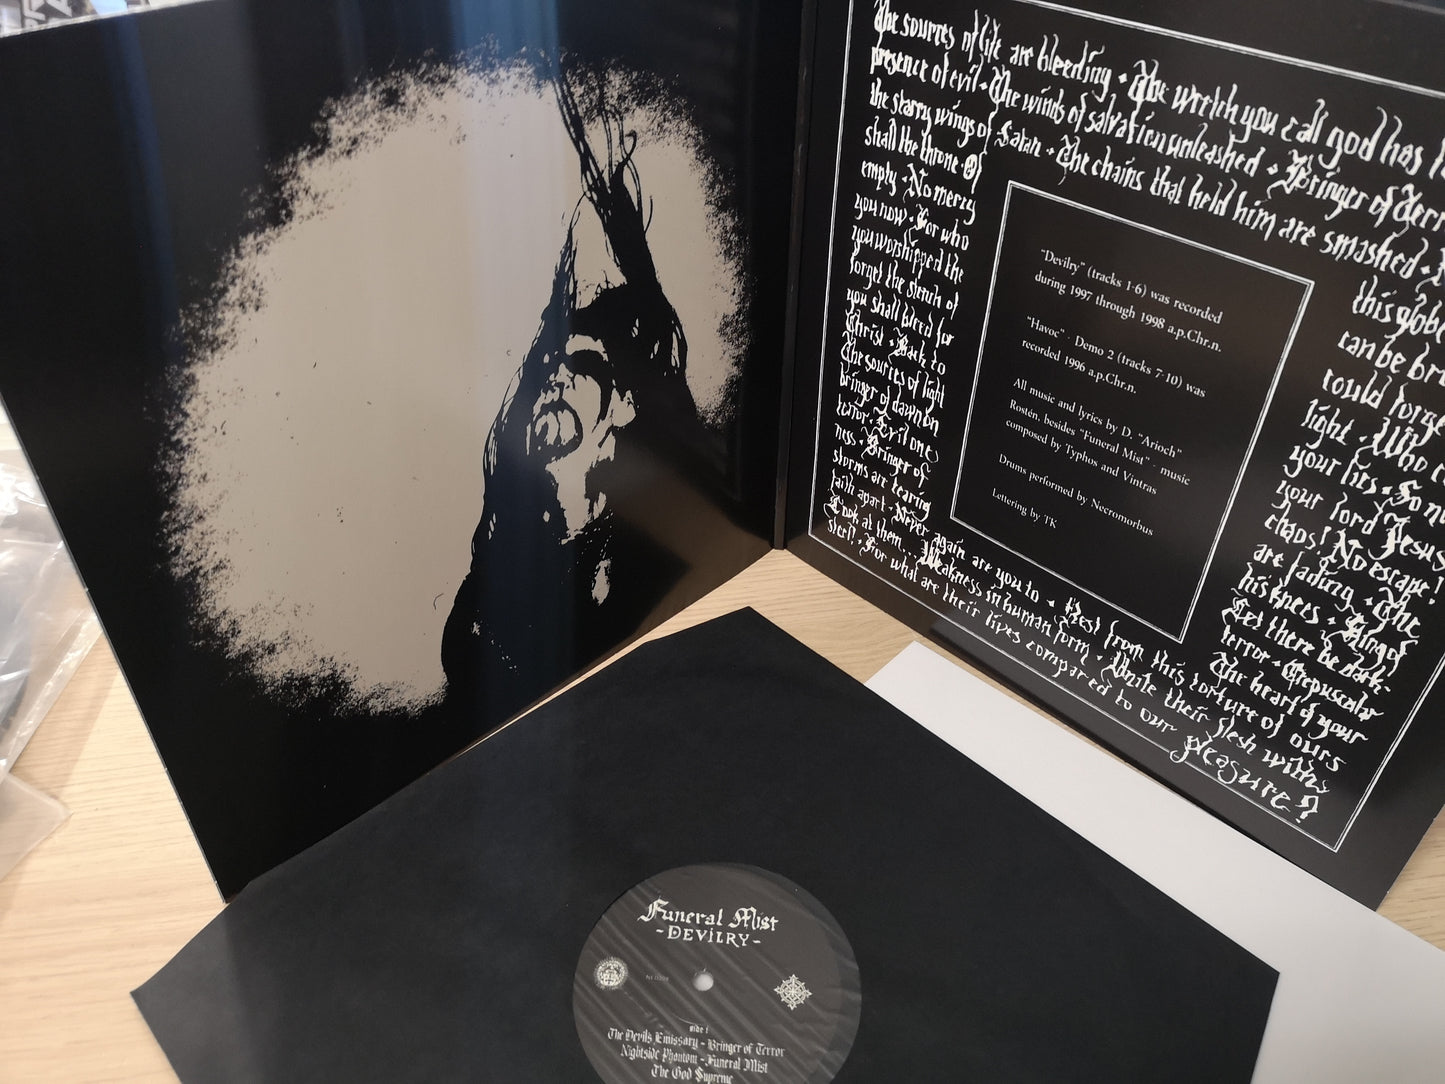 The sources of life are bleeding • The wretch you call god has
presence of evil • The winds of salvation unleashed • Bringer of
the starry wings of Satan • The chains that held him are smashed •
shall the throne of
empty • No mercy
you now • For who
you worshipped the
forget the stench of
you shall bleed for
Christ • Back to
the sources of light
bringer of dawn on
terror • Evil one
ness • Bringer of
storms are tearing
faith apart • Never again are you to • Rest from this torture of ours
Look at them... Weakness in human form • While their flesh withs
steel? • For what are their lives compared to our pleasure?
this globe
can be
could forge
light • Who
your lies • So
your lord Jesus
chaos! No escape!
are fading • The
his knees • King of
Let there be dark-
terror • Crepuscular
The heart of your
"Devilry" (tracks 1-6) was recorded
during 1997 through 1998 a.p.Chr.n.
"Havoc" - Demo 2 (tracks 7-10) was
recorded 1996 a.p.Chr.n.
All music and lyrics by D. "Arioch"
Rostén, besides "Funeral Mist" - music
composed by Typhos and Vintras
Drums performed by Necromorbus
Lettering by TK
Funeral Mist
-DEVILRY-
side 1
The Devils Emissary - Bringer of Terror
Nightside Phantom - Funeral Mist
The God Supreme